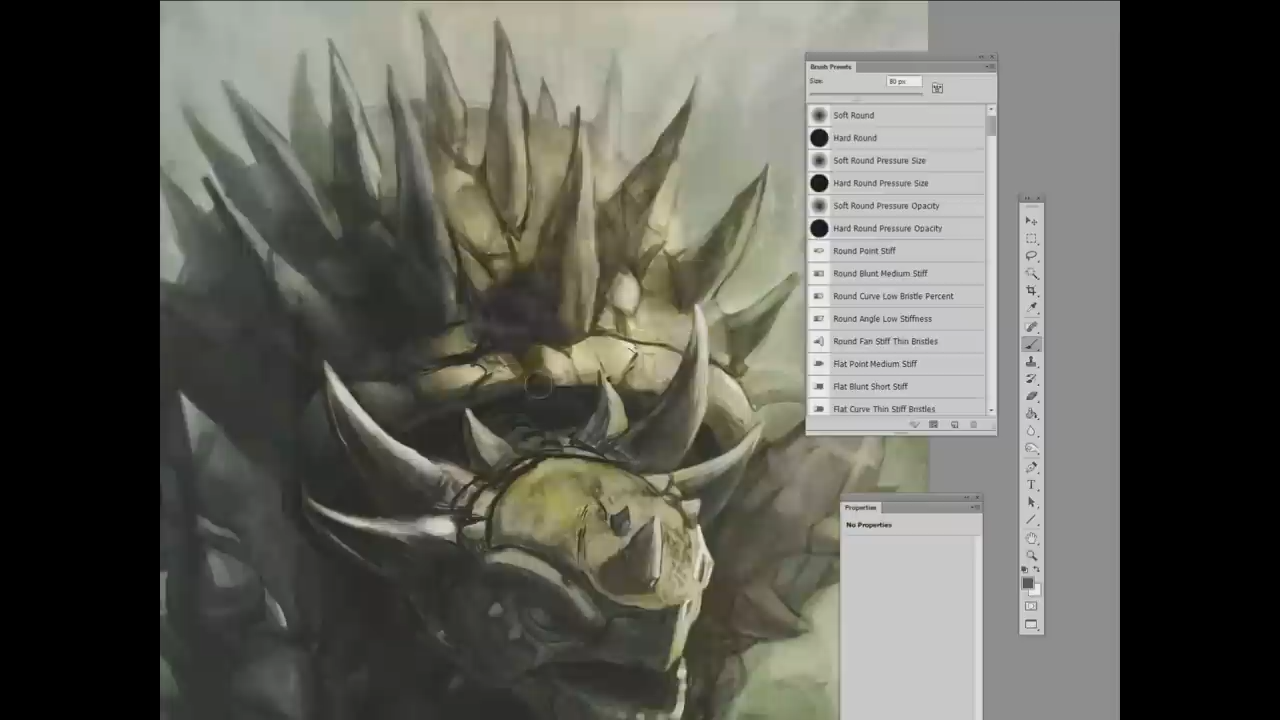 Brush Presets
Size:
80 px
Soft Round
Hard Round
Soft Round Pressure Size
Hard Round Pressure Size
Soft Round Pressure Opacity
Hard Round Pressure Opacity
Round Point Stiff
Round Blunt Medium Stiff
Round Curve Low Bristle Percent
Round Angle Low Stiffness
Round Fan Stiff Thin Bristles
Flat Point Medium Stiff
Flat Blunt Short Stiff
Flat Curve Thin Stiff Bristles
Properties
No Properties